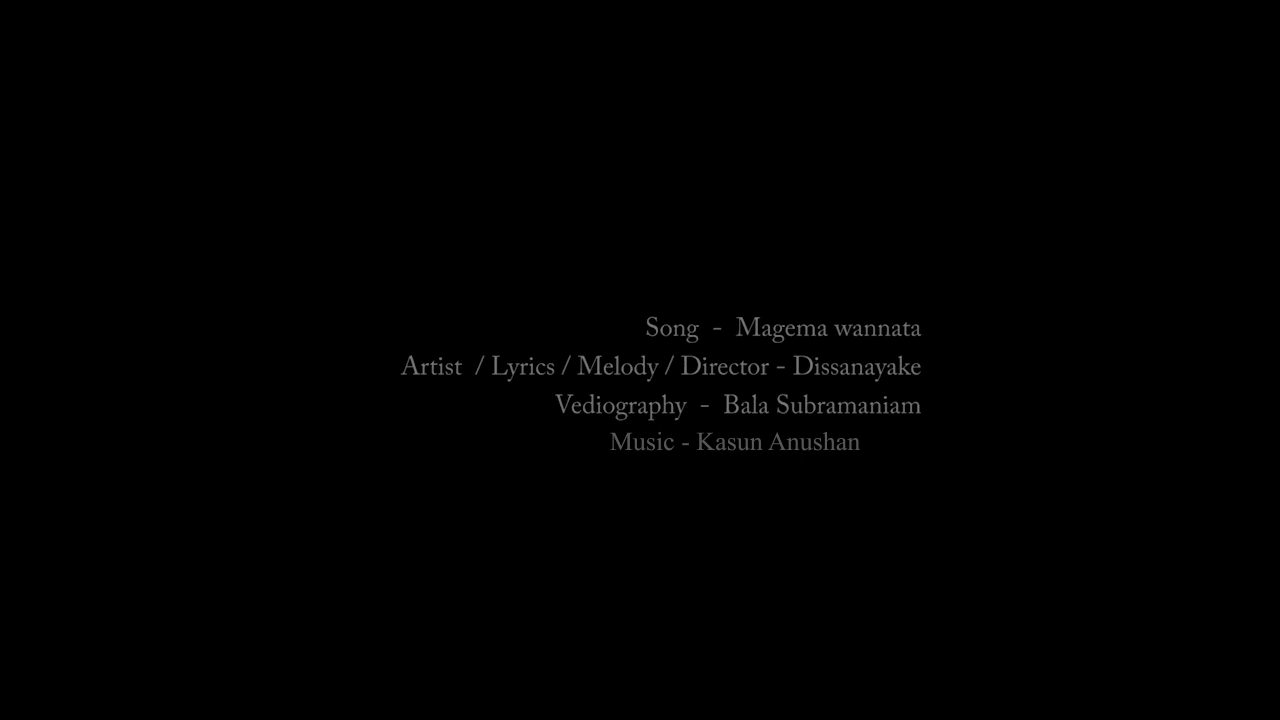 Song - Magema wannata
Artist / Lyrics / Melody / Director - Dissanayake
Vediography - Bala Subramaniam
Music - Kasun Anushan